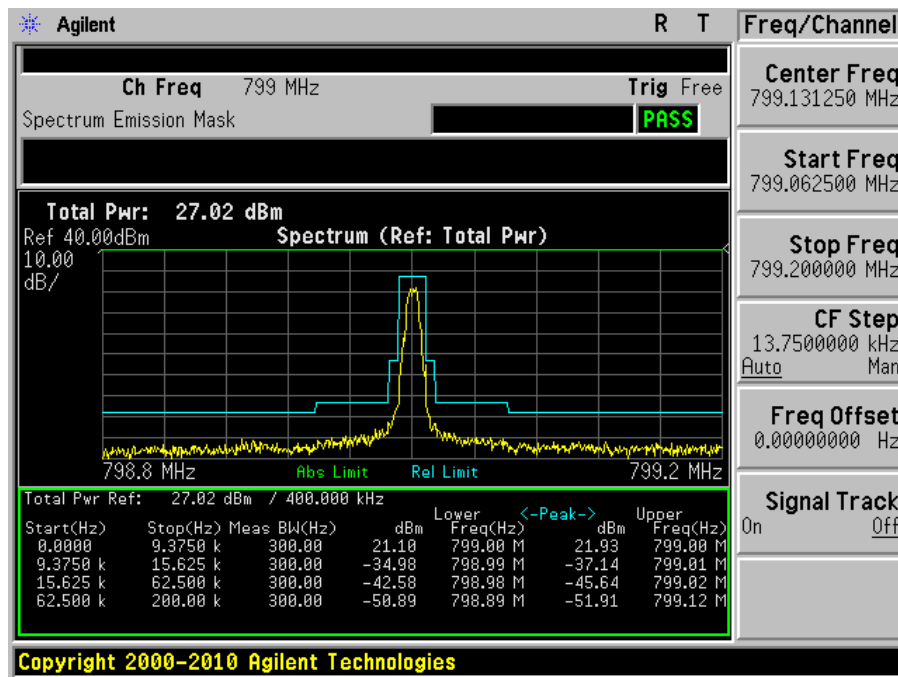 Agilent R T
Freq/Channel
Ch Freq 799 MHz Trig Free
Spectrum Emission Mask PASS
Center Freq
799.131250 MHz
Start Freq
799.062500 MHz
Stop Freq
799.200000 MHz
CF Step
13.7500000 kHz
Auto Man
Freq Offset
0.00000000 Hz
Signal Track
On Off
Total Pwr: 27.02 dBm
Ref 40.00dBm Spectrum (Ref: Total Pwr)
10.00
dB/
798.8 MHz Abs Limit Rel Limit 799.2 MHz
Total Pwr Ref: 27.02 dBm / 400.000 kHz
Lower <-Peak-> Upper
Start(Hz) Stop(Hz) Meas BW(Hz) dBm Freq(Hz) dBm Freq(Hz)
0.0000 9.3750 k 300.00 21.10 799.00 M 21.93 799.00 M
9.3750 k 15.625 k 300.00 -34.98 798.99 M -37.14 799.01 M
15.625 k 62.500 k 300.00 -42.58 798.98 M -45.64 799.02 M
62.500 k 200.00 k 300.00 -50.89 798.89 M -51.91 799.12 M
Copyright 2000-2010 Agilent Technologies